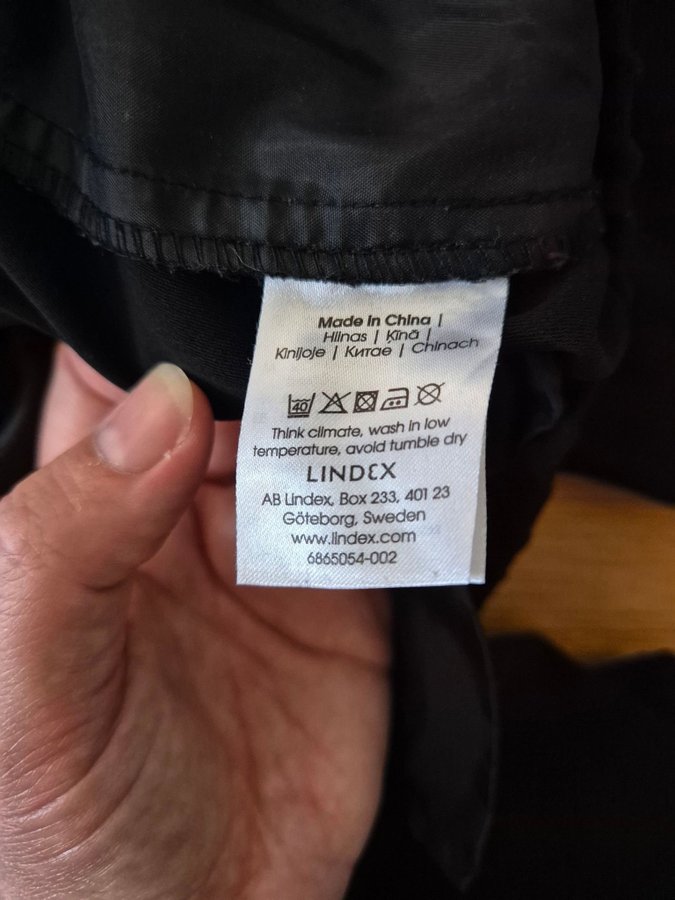 Made in China |
Hiinas | Ķīnā |
Kinijoje | Китае | Chinach
40
Think climate, wash in low
temperature, avoid tumble dry
LINDEX
AB Lindex, Box 233, 401 23
Göteborg, Sweden
www.lindex.com
6865054-002